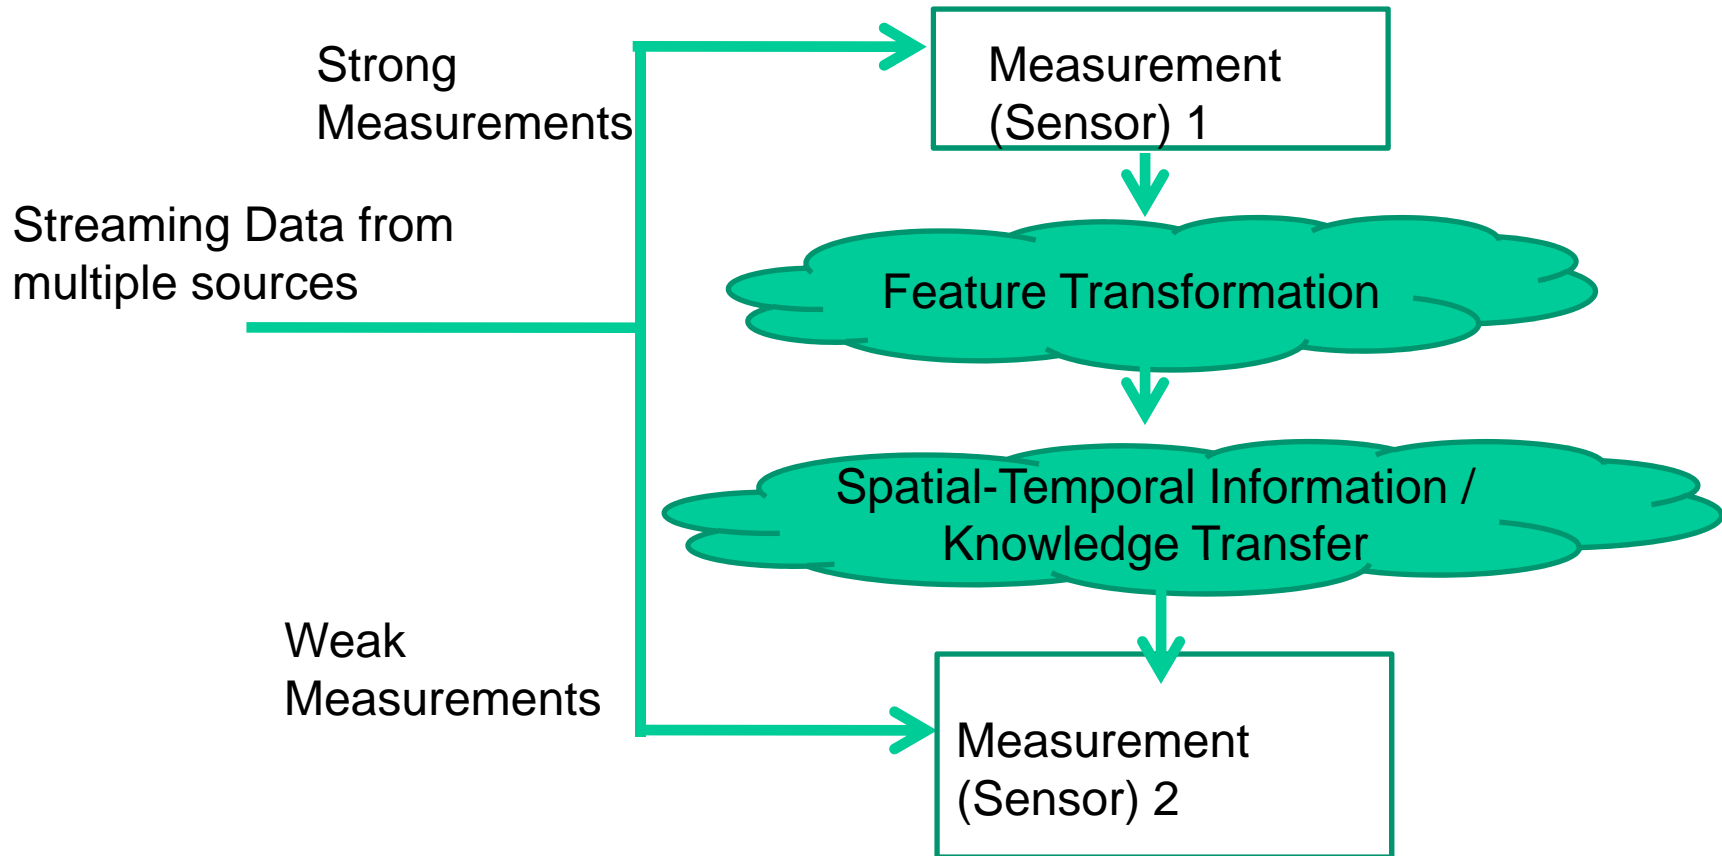 Strong
Measurements
Measurement
(Sensor) 1
Streaming Data from
multiple sources
Feature Transformation
Spatial-Temporal Information /
Knowledge Transfer
Weak
Measurements
Measurement
(Sensor) 2